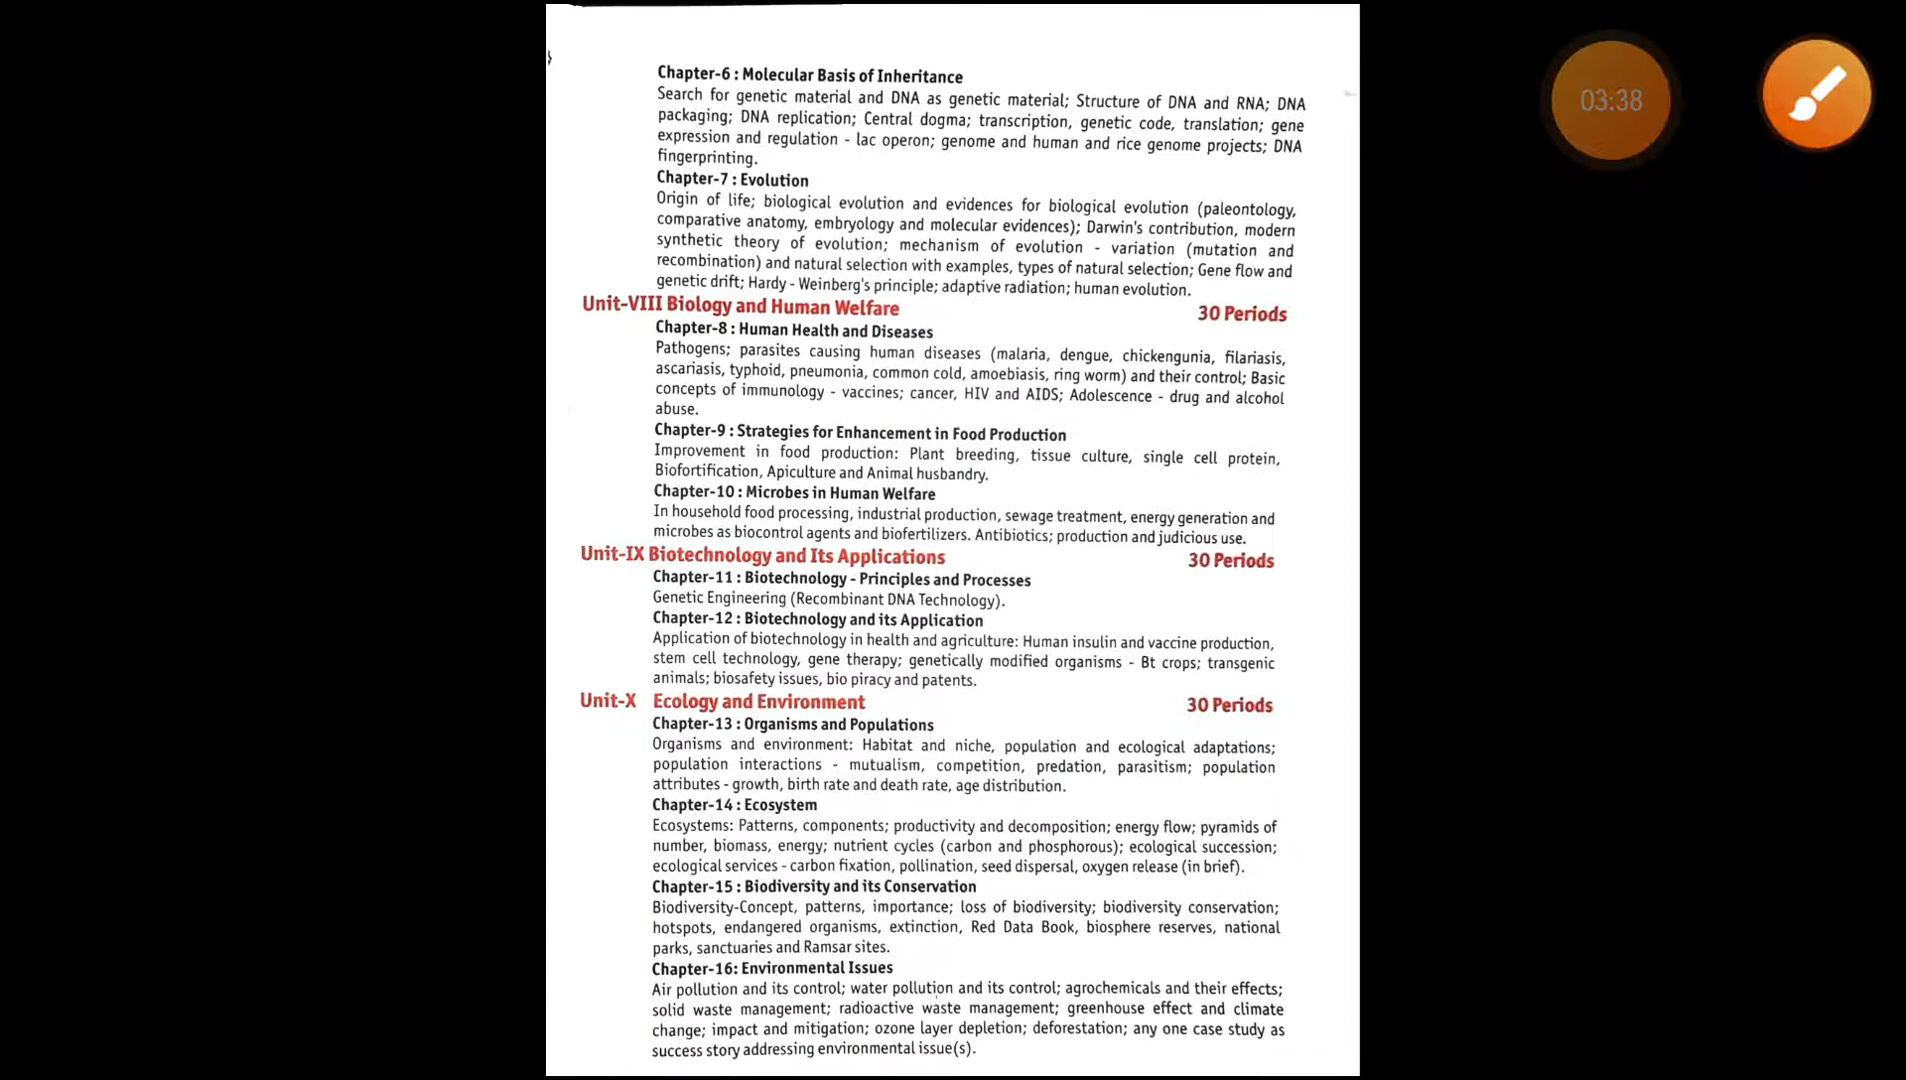 03:38
Chapter-6 : Molecular Basis of Inheritance
Search for genetic material and DNA as genetic material; Structure of DNA and RNA; DNA
packaging; DNA replication; Central dogma; transcription, genetic code, translation; gene
expression and regulation - lac operon; genome and human and rice genome projects; DNA
fingerprinting.
Chapter-7 : Evolution
Origin of life; biological evolution and evidences for biological evolution (paleontology,
comparative anatomy, embryology and molecular evidences); Darwin's contribution, modern
synthetic theory of evolution; mechanism of evolution - variation (mutation and
recombination) and natural selection with examples, types of natural selection; Gene flow and
genetic drift; Hardy - Weinberg's principle; adaptive radiation; human evolution.
Unit-VIII Biology and Human Welfare 30 Periods
Chapter-8 : Human Health and Diseases
Pathogens; parasites causing human diseases (malaria, dengue, chickengunia, filariasis,
ascariasis, typhoid, pneumonia, common cold, amoebiasis, ring worm) and their control; Basic
concepts of immunology - vaccines; cancer, HIV and AIDS; Adolescence - drug and alcohol
abuse.
Chapter-9 : Strategies for Enhancement in Food Production
Improvement in food production: Plant breeding, tissue culture, single cell protein,
Biofortification, Apiculture and Animal husbandry.
Chapter-10 : Microbes in Human Welfare
In household food processing, industrial production, sewage treatment, energy generation and
microbes as biocontrol agents and biofertilizers. Antibiotics; production and judicious use.
Unit-IX Biotechnology and Its Applications 30 Periods
Chapter-11 : Biotechnology - Principles and Processes
Genetic Engineering (Recombinant DNA Technology).
Chapter-12 : Biotechnology and its Application
Application of biotechnology in health and agriculture: Human insulin and vaccine production,
stem cell technology, gene therapy; genetically modified organisms - Bt crops; transgenic
animals; biosafety issues, bio piracy and patents.
Unit-X Ecology and Environment 30 Periods
Chapter-13 : Organisms and Populations
Organisms and environment: Habitat and niche, population and ecological adaptations;
population interactions - mutualism, competition, predation, parasitism; population
attributes - growth, birth rate and death rate, age distribution.
Chapter-14 : Ecosystem
Ecosystems: Patterns, components; productivity and decomposition; energy flow; pyramids of
number, biomass, energy; nutrient cycles (carbon and phosphorous); ecological succession;
ecological services - carbon fixation, pollination, seed dispersal, oxygen release (in brief).
Chapter-15 : Biodiversity and its Conservation
Biodiversity-Concept, patterns, importance; loss of biodiversity; biodiversity conservation;
hotspots, endangered organisms, extinction, Red Data Book, biosphere reserves, national
parks, sanctuaries and Ramsar sites.
Chapter-16: Environmental Issues
Air pollution and its control; water pollution and its control; agrochemicals and their effects;
solid waste management; radioactive waste management; greenhouse effect and climate
change; impact and mitigation; ozone layer depletion; deforestation; any one case study as
success story addressing environmental issue(s).